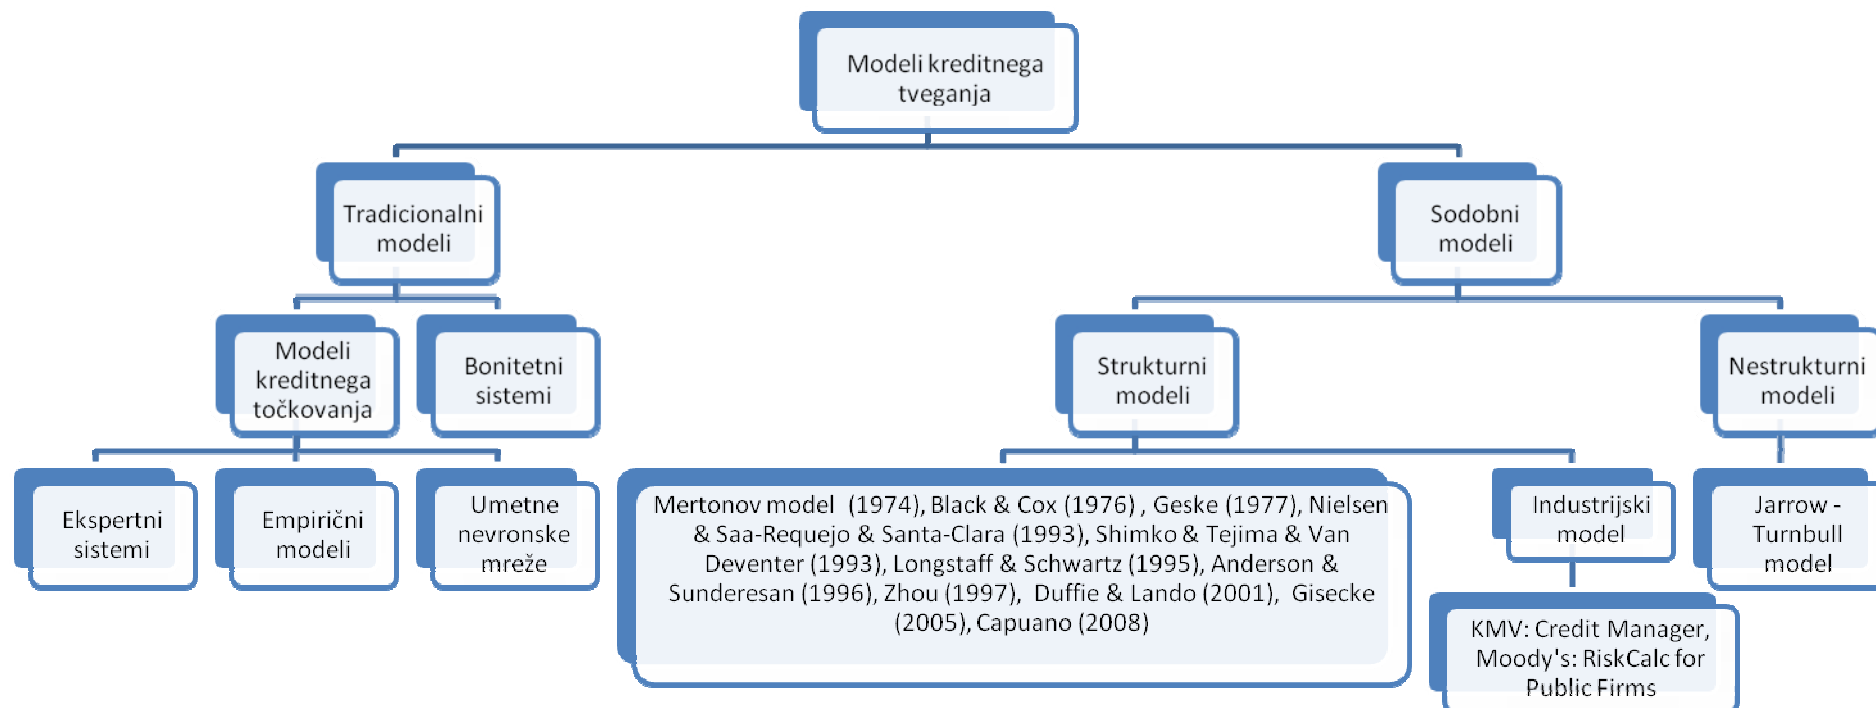 Modeli kreditnega
tveganja
Tradicionalni
modeli
Sodobni
modeli
Modeli
kreditnega
točkovanja
Bonitetni
sistemi
Strukturni
modeli
Nestrukturni
modeli
Ekspertni
sistemi
Empirični
modeli
Umetne
nevronske
mreže
Mertonov model (1974), Black & Cox (1976) , Geske (1977), Nielsen
& Saa-Requejo & Santa-Clara (1993), Shimko & Tejima & Van
Deventer (1993), Longstaff & Schwartz (1995), Anderson &
Sunderesan (1996), Zhou (1997), Duffie & Lando (2001), Gisecke
(2005), Capuano (2008)
Industrijski
model
Jarrow -
Turnbull
model
KMV: Credit Manager,
Moody's: RiskCalc for
Public Firms